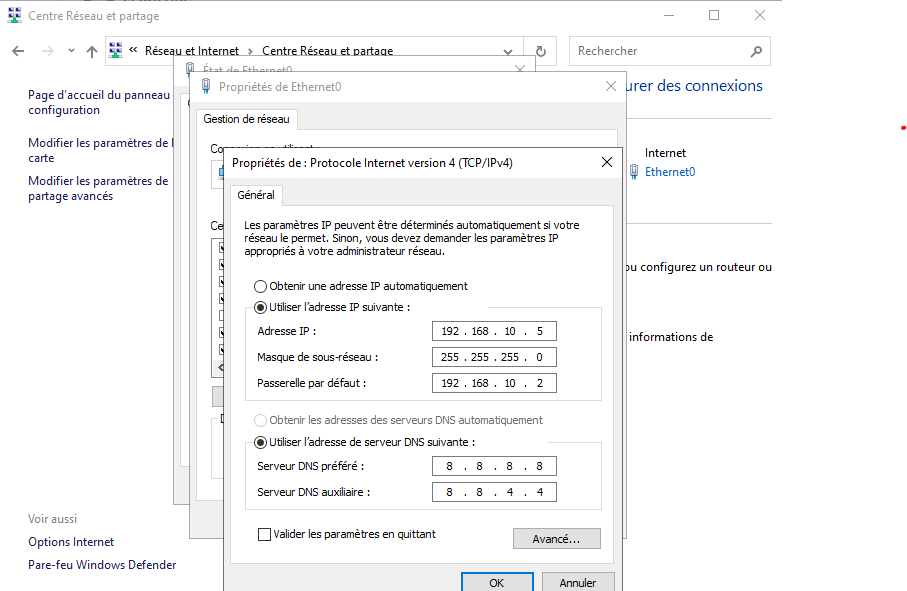 Centre Réseau et partage
« Réseau et Internet > Centre Réseau et partage
Rechercher
État de Ethernet0
Propriétés de Ethernet0
Page d'accueil du panneau
configuration
Modifier les paramètres de
carte
Modifier les paramètres de
partage avancés
urer des connexions
Internet
Ethernet0
ou configurez un routeur ou
informations de
Gestion de réseau
Propriétés de : Protocole Internet version 4 (TCP/IPv4)
Général
Les paramètres IP peuvent être déterminés automatiquement si votre
réseau le permet. Sinon, vous devez demander les paramètres IP
appropriés à votre administrateur réseau.
Obtenir une adresse IP automatiquement
Utiliser l'adresse IP suivante :
Adresse IP : 192 . 168 . 10 . 5
Masque de sous-réseau : 255 . 255 . 255 . 0
Passerelle par défaut : 192 . 168 . 10 . 2
Obtenir les adresses des serveurs DNS automatiquement
Utiliser l'adresse de serveur DNS suivante :
Serveur DNS préféré : 8 . 8 . 8 . 8
Serveur DNS auxiliaire : 8 . 8 . 4 . 4
Valider les paramètres en quittant
Avancé...
OK
Annuler
Voir aussi
Options Internet
Pare-feu Windows Defender